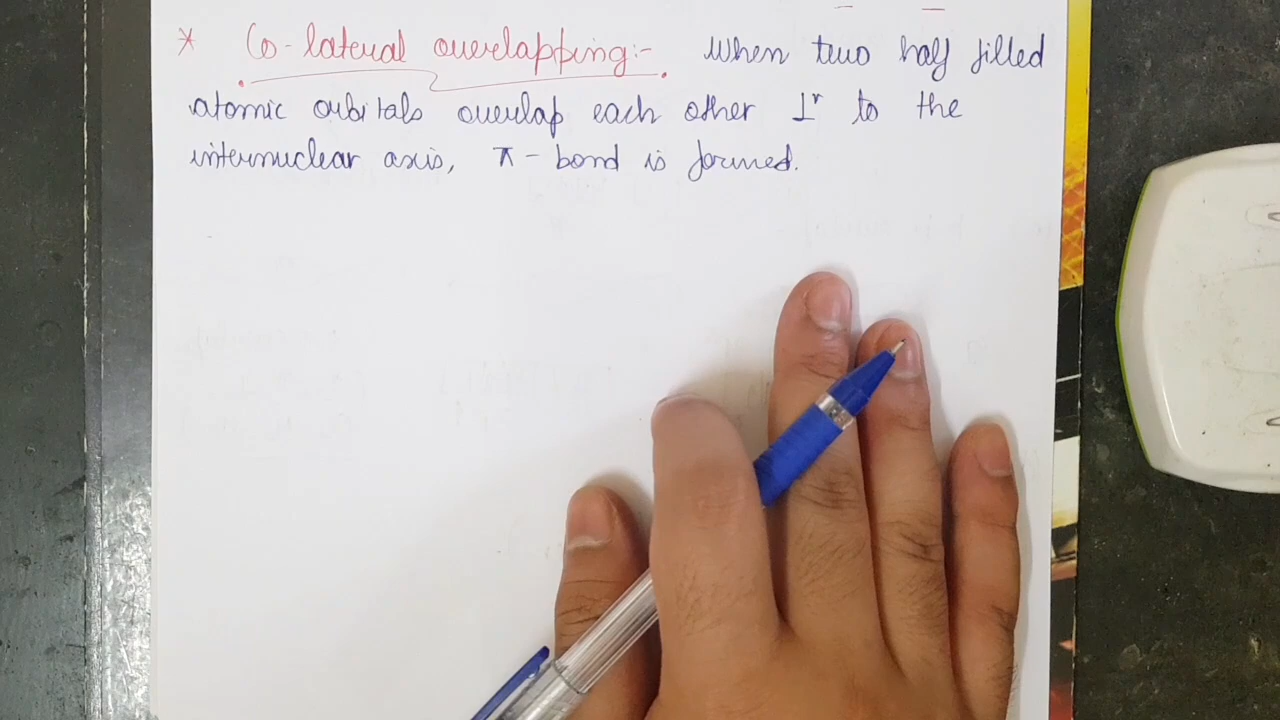 * Co-lateral overlapping:- When two half filled
atomic orbitals overlap each other ⊥r to the
internuclear axis, π-bond is formed.